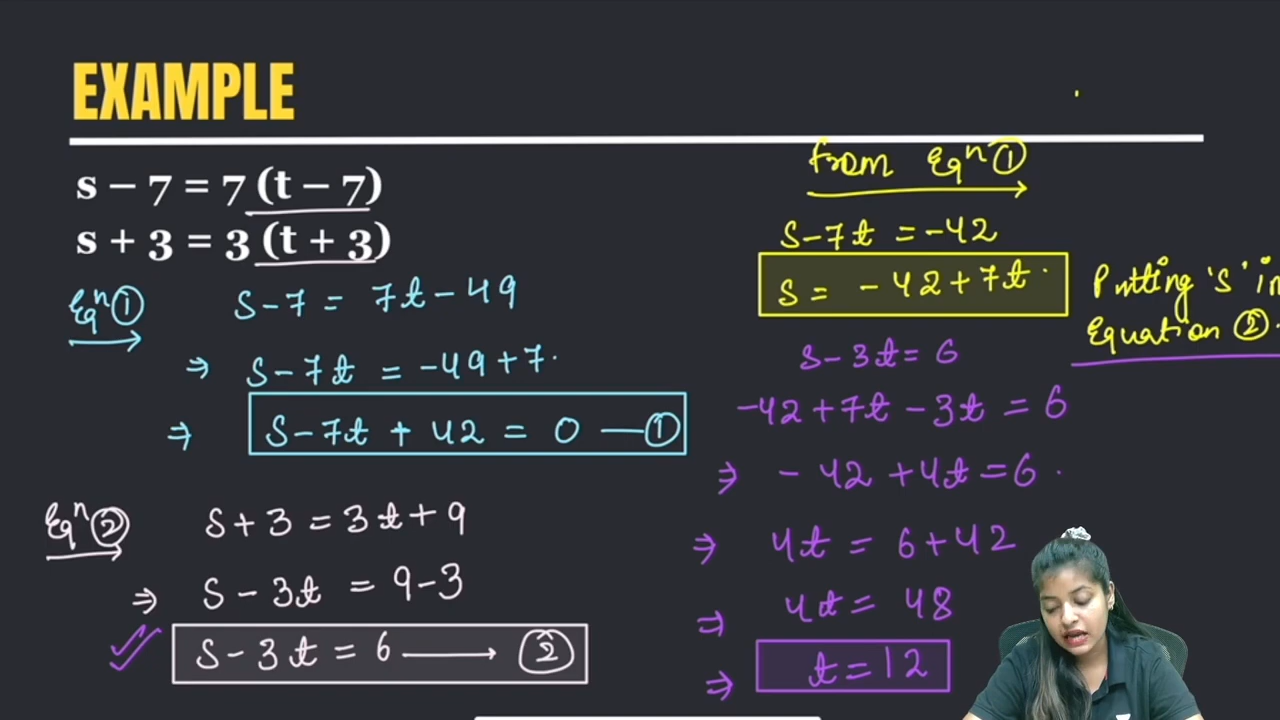 EXAMPLE
s – 7 = 7 (t – 7)
s + 3 = 3 (t + 3)
Eqⁿ ①
s – 7 = 7t – 49
⇒ s – 7t = –49 + 7
⇒ s – 7t + 42 = 0 — ①
Eqⁿ ②
s + 3 = 3t + 9
⇒ s – 3t = 9 – 3
s – 3t = 6 ⟶ ②
from Eqⁿ ①
s – 7t = –42
s = – 42 + 7t
Putting 's' in
Equation ②
s – 3t = 6
–42 + 7t – 3t = 6
⇒ – 42 + 4t = 6
⇒ 4t = 6 + 42
⇒ 4t = 48
⇒ t = 12